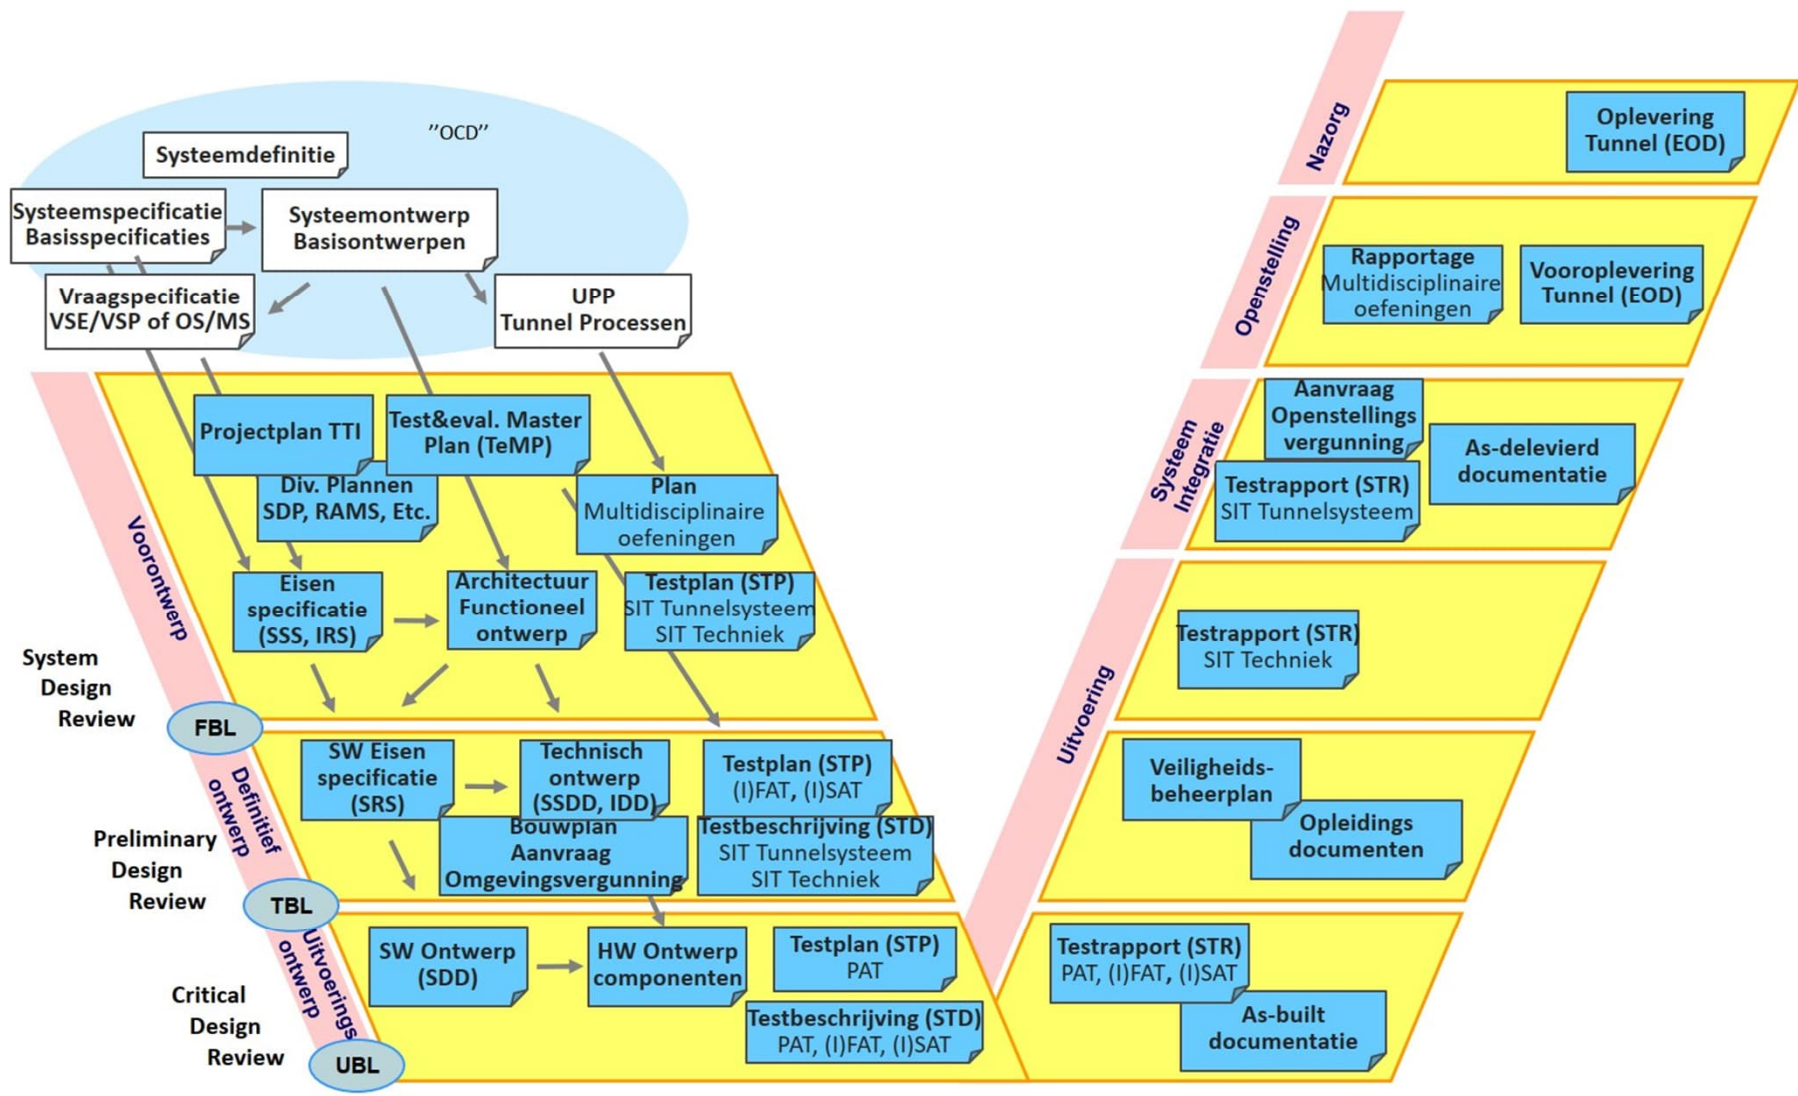 "OCD"
Systeemdefinitie
Systeemspecificatie
Basisspecificaties
Systeemontwerp
Basisontwerpen
Vraagspecificatie
VSE/VSP of OS/MS
UPP
Tunnel Processen
Voorontwerp
Projectplan TTI
Test&eval. Master
Plan (TeMP)
Div. Plannen
SDP, RAMS, Etc.
Plan
Multidisciplinaire
oefeningen
Eisen
specificatie
(SSS, IRS)
Architectuur
Functioneel
ontwerp
Testplan (STP)
SIT Tunnelsysteem
SIT Techniek
System
Design
Review
FBL
Definitief
ontwerp
SW Eisen
specificatie
(SRS)
Technisch
ontwerp
(SSDD, IDD)
Testplan (STP)
(I)FAT, (I)SAT
Bouwplan
Aanvraag
Omgevingsvergunning
Testbeschrijving (STD)
SIT Tunnelsysteem
SIT Techniek
Preliminary
Design
Review
TBL
Uitvoerings
ontwerp
SW Ontwerp
(SDD)
HW Ontwerp
componenten
Testplan (STP)
PAT
Testbeschrijving (STD)
PAT, (I)FAT, (I)SAT
Critical
Design
Review
UBL
Nazorg
Oplevering
Tunnel (EOD)
Openstelling
Rapportage
Multidisciplinaire
oefeningen
Vooroplevering
Tunnel (EOD)
Systeem
Integratie
Aanvraag
Openstellings
vergunning
As-delevierd
documentatie
Testrapport (STR)
SIT Tunnelsysteem
Uitvoering
Testrapport (STR)
SIT Techniek
Veiligheids-
beheerplan
Opleidings
documenten
Testrapport (STR)
PAT, (I)FAT, (I)SAT
As-built
documentatie